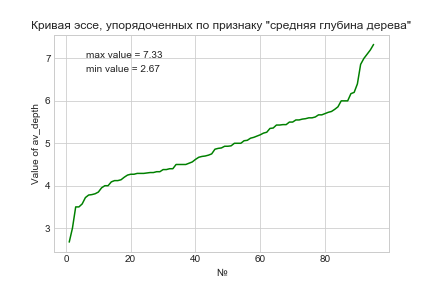 Кривая эссе, упорядоченных по признаку "средняя глубина дерева"
max value = 7.33
min value = 2.67
Value of av_depth
7
6
5
4
3
0 20 40 60 80
№